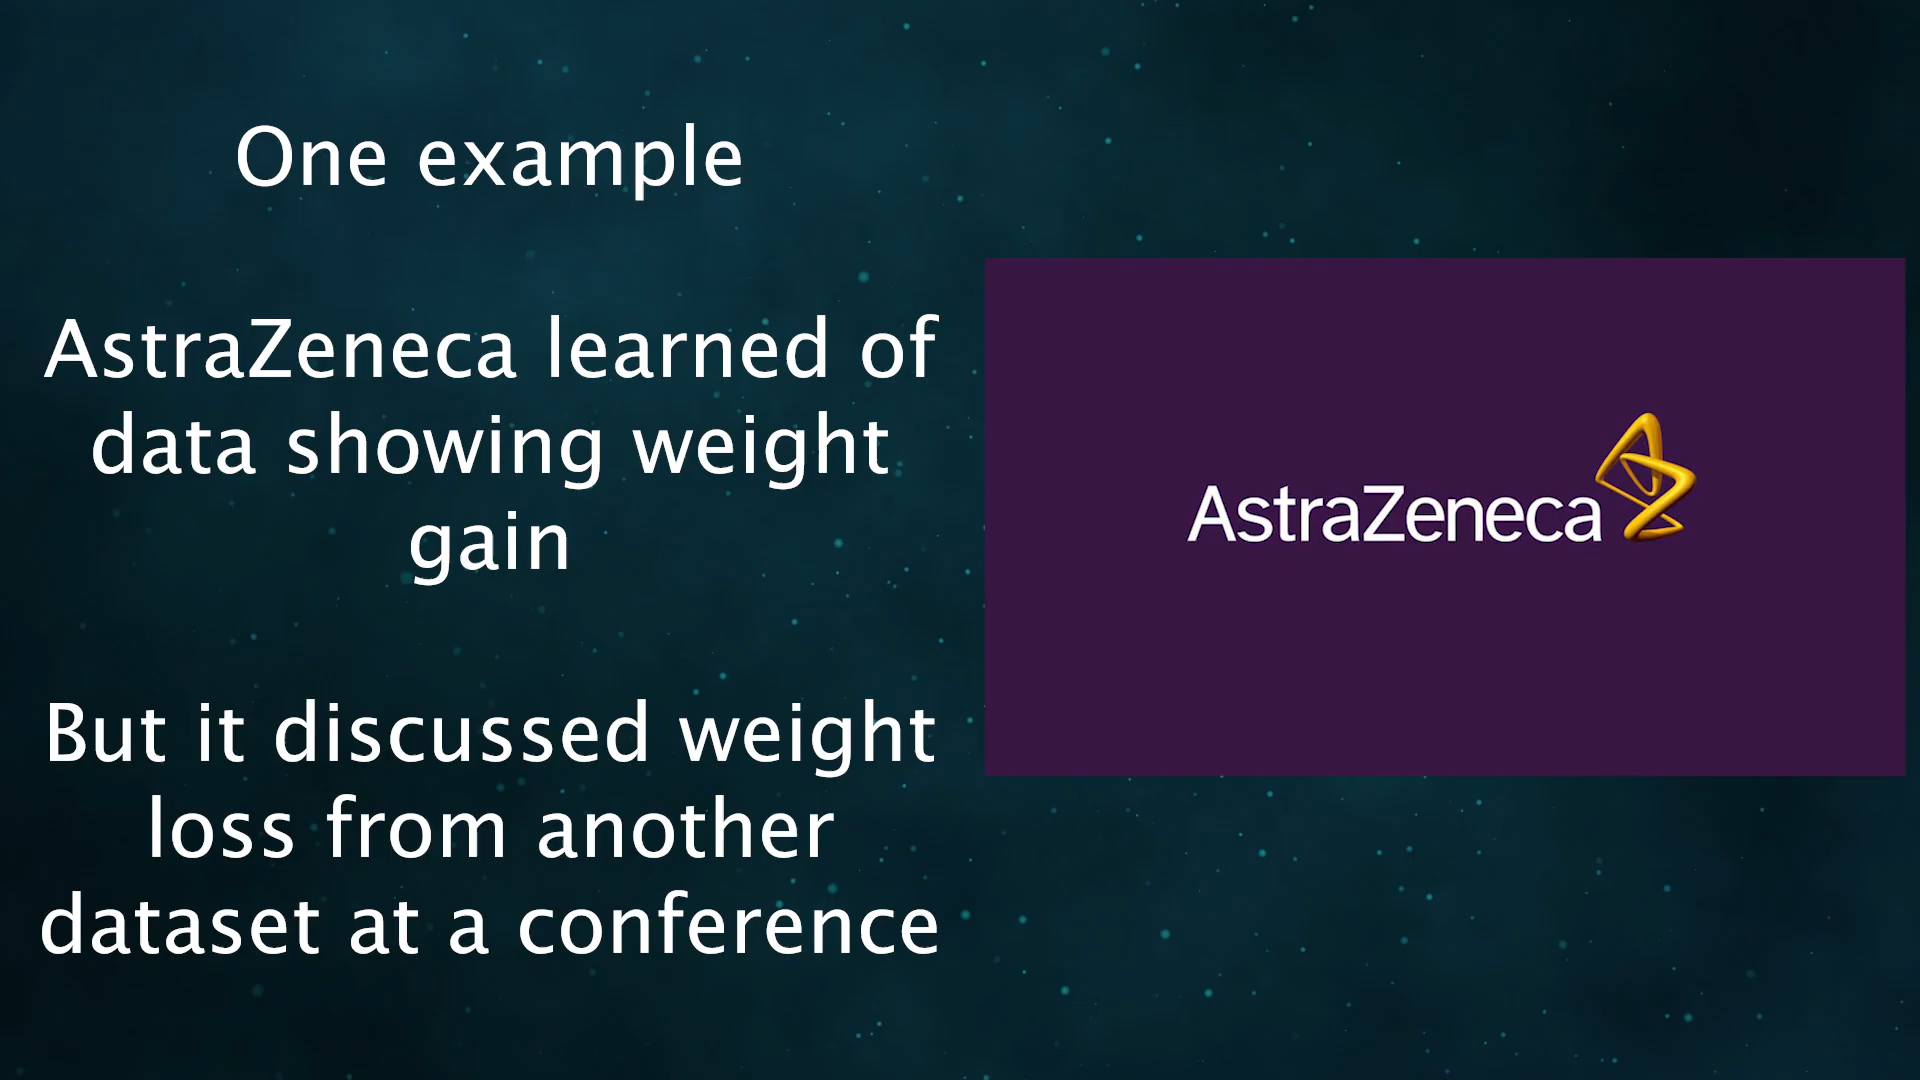 One example
AstraZeneca learned of
data showing weight
gain
But it discussed weight
loss from another
dataset at a conference
AstraZeneca